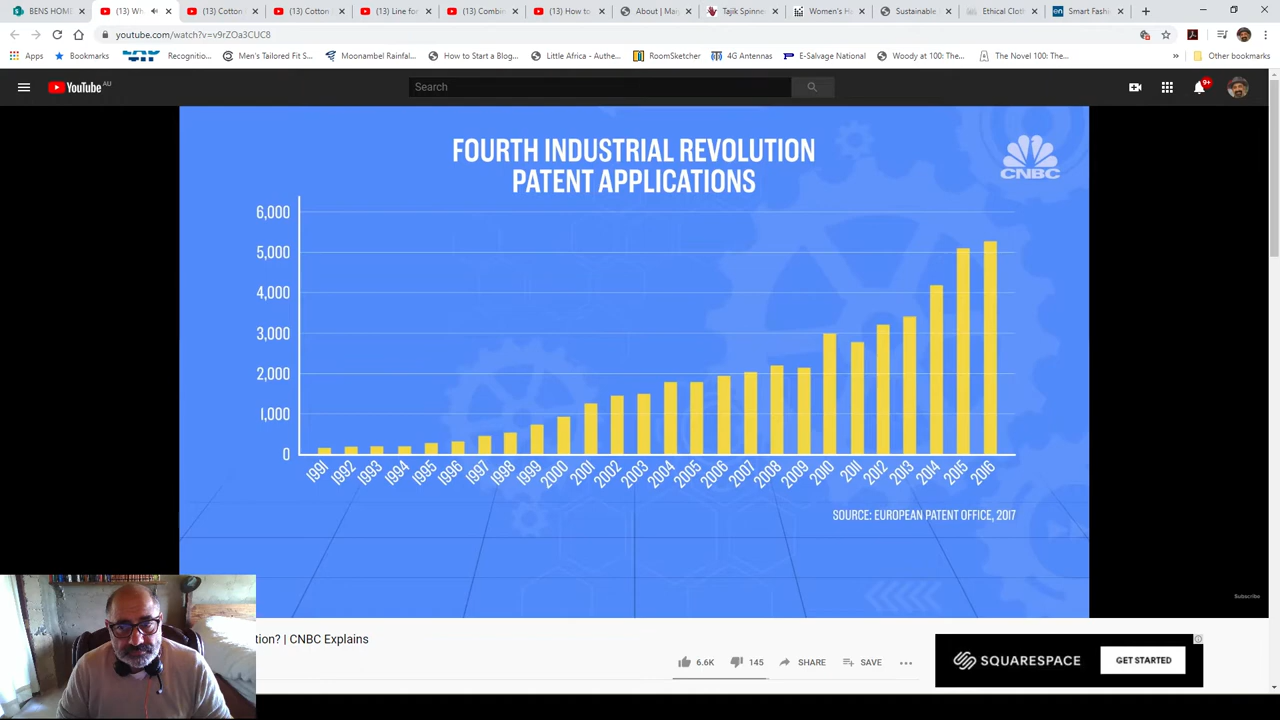 BENS HOME
(13) Wh
(13) Cotton
(13) Cotton
(13) Line for
(13) Combin
(13) How to
About | Mar
Tajik Spinne
Women's H
Sustainable
Ethical Cloth
Smart Fashi
youtube.com/watch?v=v9rZOa3CUC8
Apps
Bookmarks
Recognitio...
Men's Tailored Fit S...
Moonambel Rainfal...
How to Start a Blog...
Little Africa – Authe...
RoomSketcher
4G Antennas
E-Salvage National
Woody at 100: The...
The Novel 100: The...
»
Other bookmarks
YouTube AU
Search
9+
FOURTH INDUSTRIAL REVOLUTION
PATENT APPLICATIONS
CNBC
6,000
5,000
4,000
3,000
2,000
1,000
0
1991 1992 1993 1994 1995 1996 1997 1998 1999 2000 2001 2002 2003 2004 2005 2006 2007 2008 2009 2010 2011 2012 2013 2014 2015 2016
SOURCE: EUROPEAN PATENT OFFICE, 2017
Subscribe
tion? | CNBC Explains
6.6K 145 SHARE SAVE
SQUARESPACE
GET STARTED